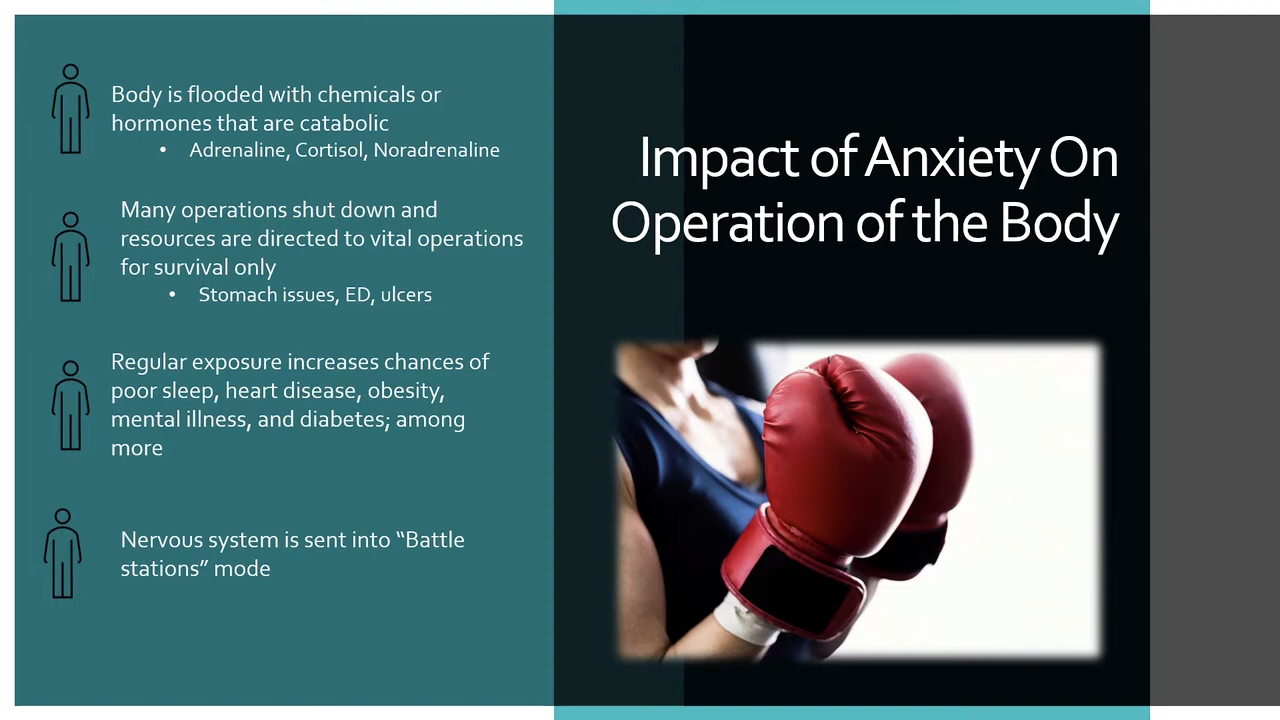 Impact of Anxiety On
Operation of the Body
Body is flooded with chemicals or
hormones that are catabolic
• Adrenaline, Cortisol, Noradrenaline
Many operations shut down and
resources are directed to vital operations
for survival only
• Stomach issues, ED, ulcers
Regular exposure increases chances of
poor sleep, heart disease, obesity,
mental illness, and diabetes; among
more
Nervous system is sent into “Battle
stations” mode